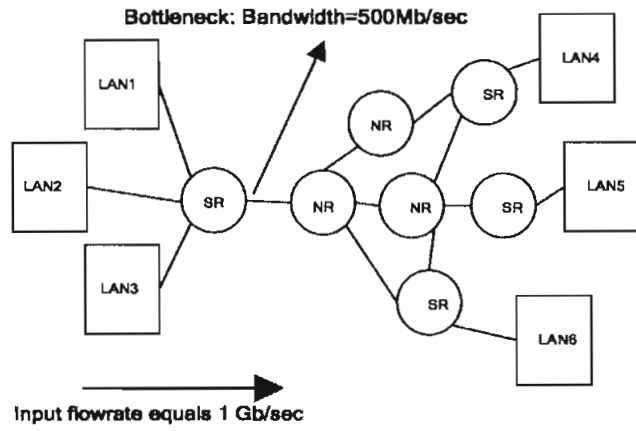 Bottleneck: Bandwidth=500Mb/sec
LAN1
LAN4
SR
NR
LAN2
LAN5
SR
NR
NR
SR
LAN3
SR
LAN6
Input flowrate equals 1 Gb/sec